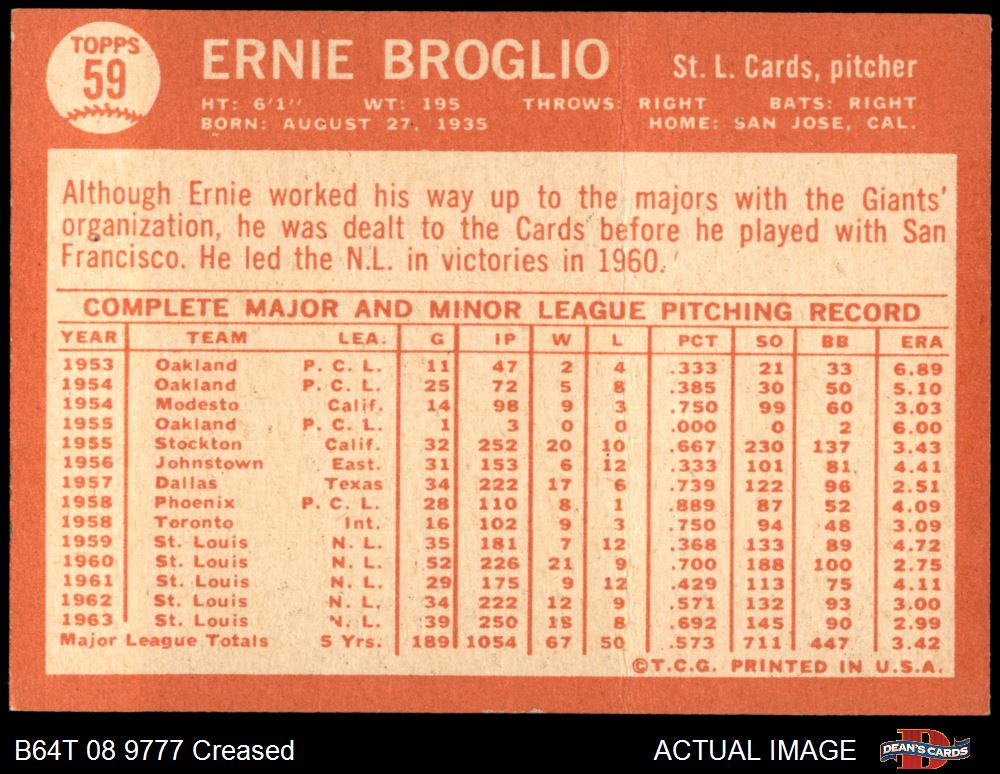 TOPPS
59
ERNIE BROGLIO
St. L. Cards, pitcher
HT: 6'1" WT: 195 THROWS: RIGHT BATS: RIGHT
BORN: AUGUST 27, 1935 HOME: SAN JOSE, CAL.
Although Ernie worked his way up to the majors with the Giants'
organization, he was dealt to the Cards before he played with San
Francisco. He led the N.L. in victories in 1960.
COMPLETE MAJOR AND MINOR LEAGUE PITCHING RECORD
YEAR TEAM LEA. G IP W L PCT SO BB ERA
1953 Oakland P. C. L. 11 47 2 4 .333 21 33 6.89
1954 Oakland P. C. L. 25 72 5 8 .385 30 50 5.10
1954 Modesto Calif. 14 98 9 3 .750 99 60 3.03
1955 Oakland P. C. L. 1 3 0 0 .000 0 2 6.00
1955 Stockton Calif. 32 252 20 10 .667 230 137 3.43
1956 Johnstown East. 31 153 6 12 .333 101 81 4.41
1957 Dallas Texas 34 222 17 6 .739 122 96 2.51
1958 Phoenix P. C. L. 28 110 8 1 .889 87 52 4.09
1958 Toronto Int. 16 102 9 3 .750 94 48 3.09
1959 St. Louis N. L. 35 181 7 12 .368 133 89 4.72
1960 St. Louis N. L. 52 226 21 9 .700 188 100 2.75
1961 St. Louis N. L. 29 175 9 12 .429 113 75 4.11
1962 St. Louis N. L. 34 222 12 9 .571 132 93 3.00
1963 St. Louis N. L. 39 250 18 8 .692 145 90 2.99
Major League Totals 5 Yrs. 189 1054 67 50 .573 711 447 3.42
©T.C.G. PRINTED IN U.S.A.
B64T 08 9777 Creased
ACTUAL IMAGE
DEAN'S CARDS